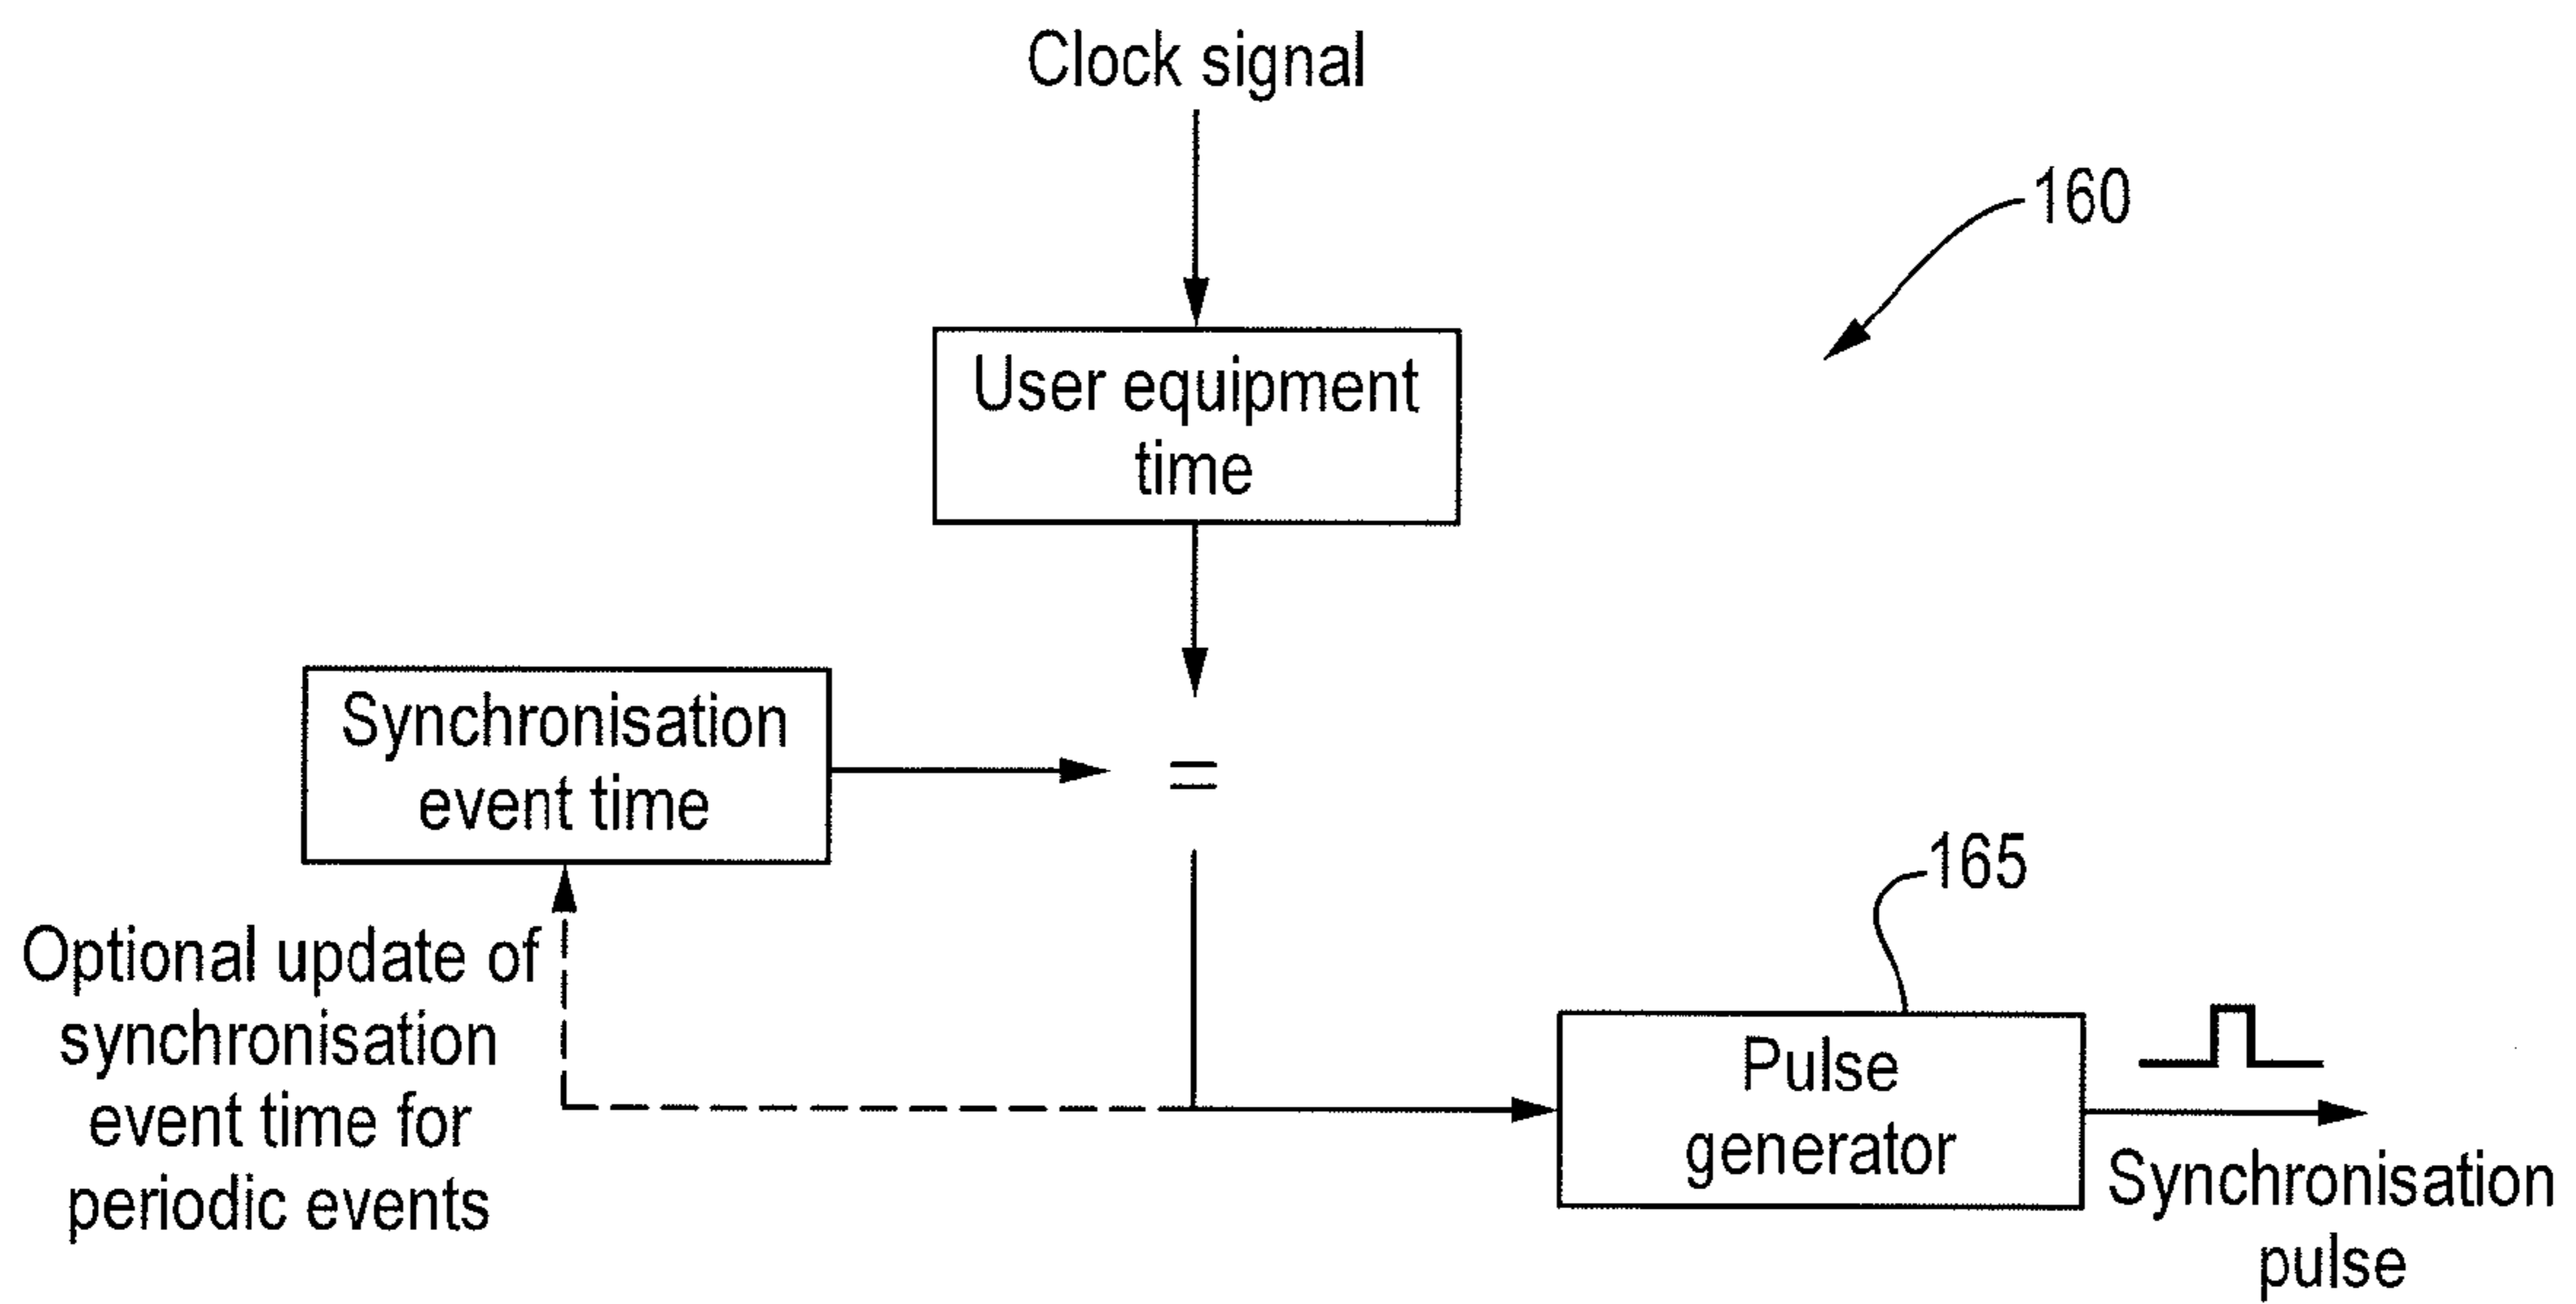 Clock signal
160
User equipment
time
Synchronisation
event time
=
165
Optional update of
synchronisation
event time for
periodic events
Pulse
generator
Synchronisation
pulse